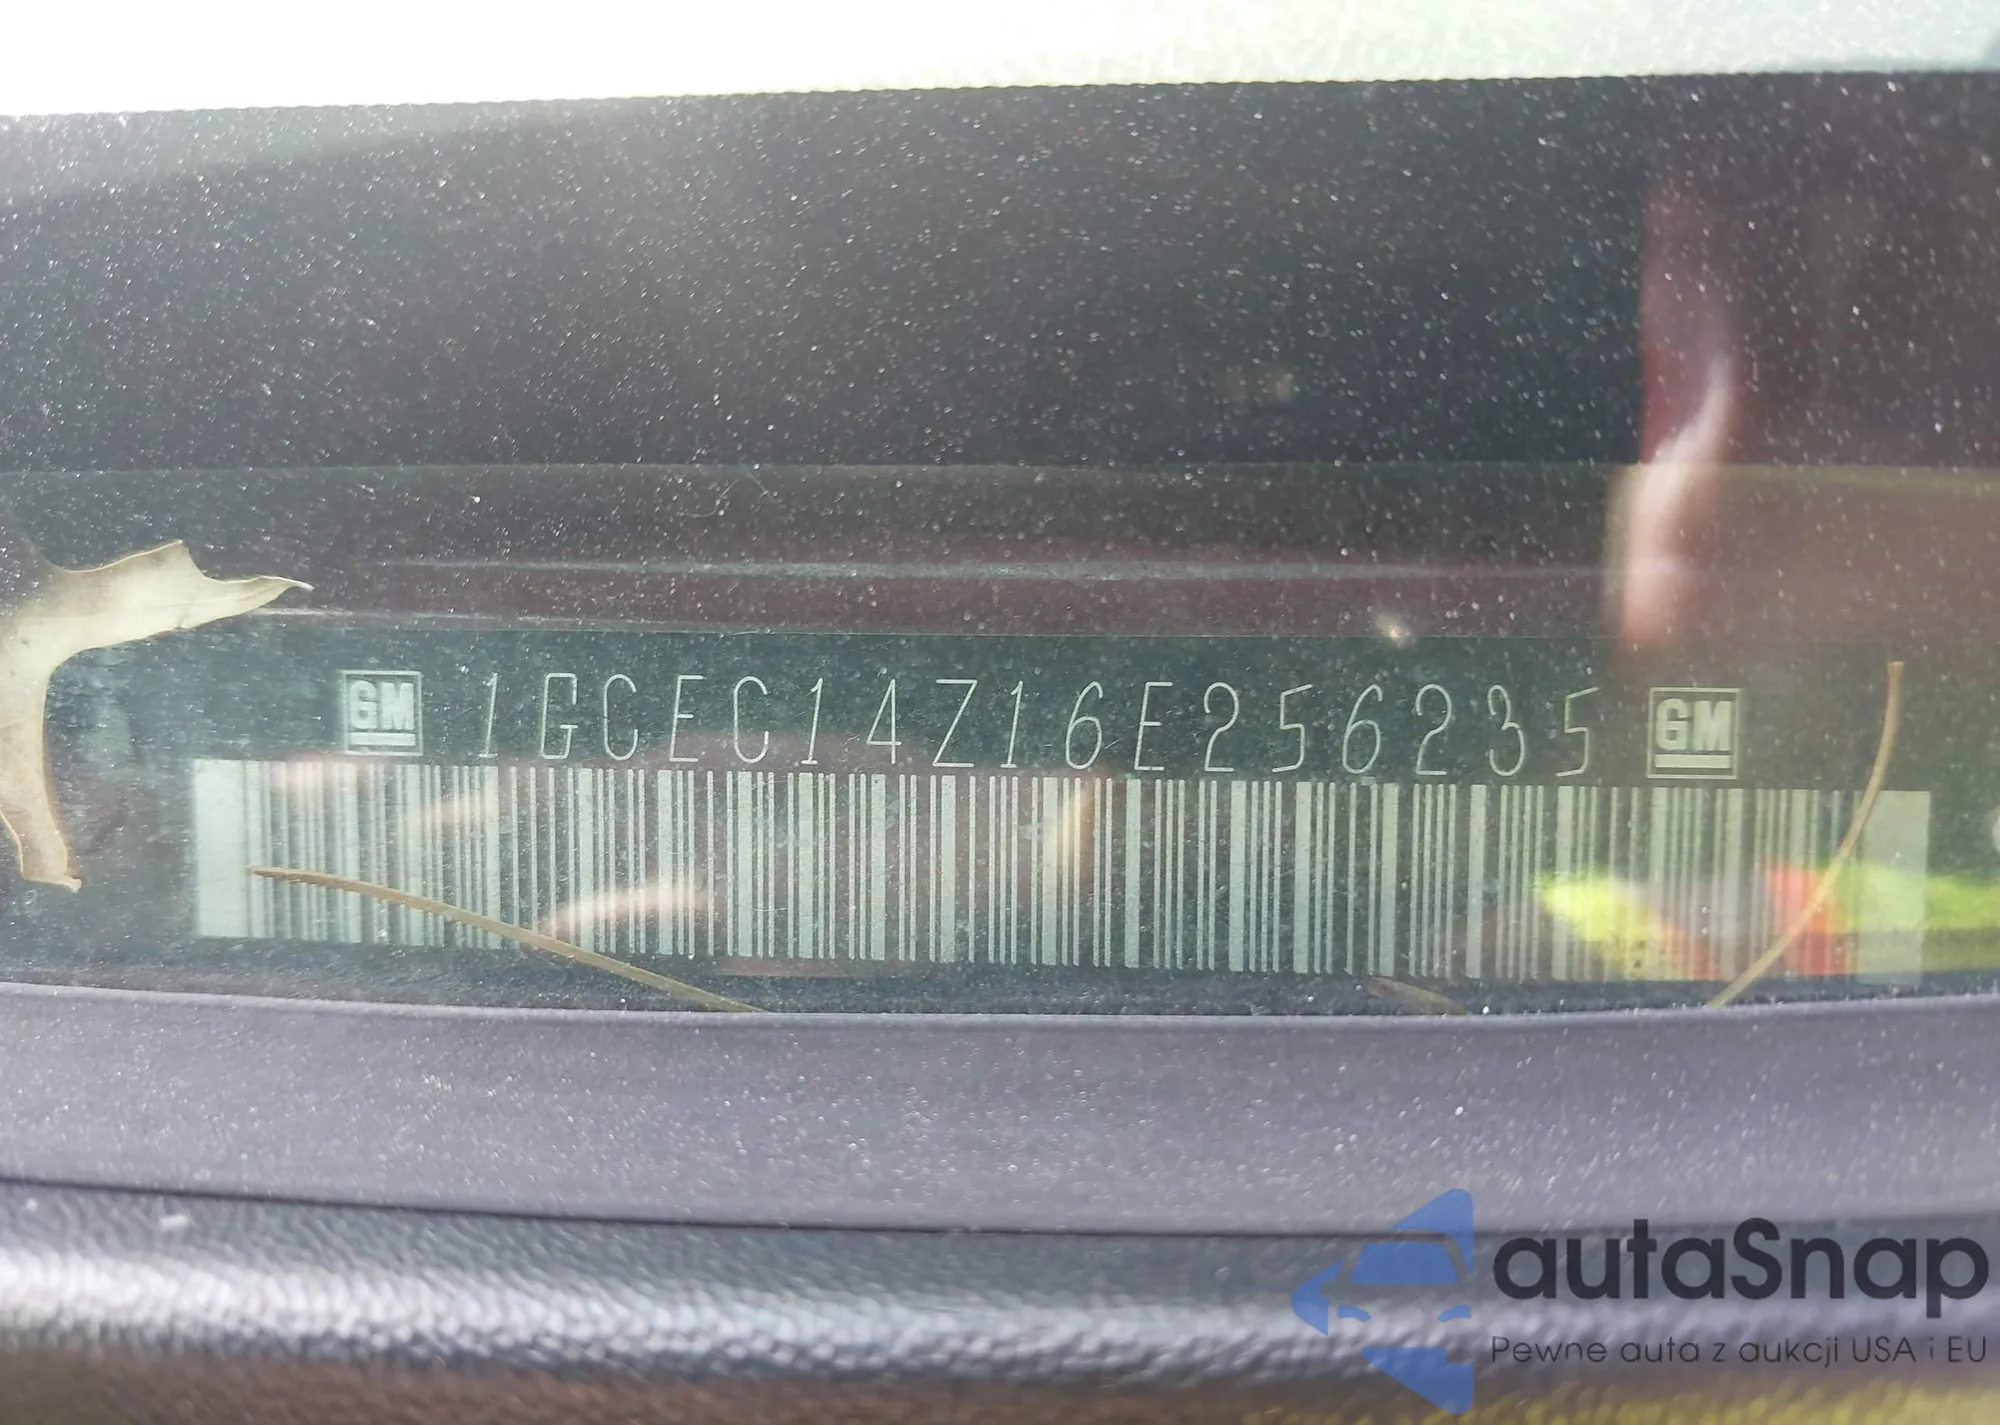 GM 1GCEC14Z16E256235 GM
autaSnap
Pewne auta z aukcji USA i EU